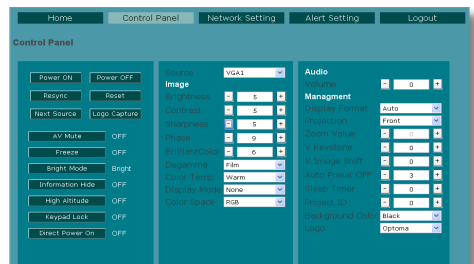 Home Control Panel Network Setting Alert Setting Logout
Control Panel
Power ON Power OFF
Resync Reset
Next Source Logo Capture
AV Mute OFF
Freeze OFF
Bright Mode Bright
Information Hide OFF
High Altitude OFF
Keypad Lock OFF
Direct Power On OFF
Source VGA1
Image
Brightness - 5 +
Contrast - 5 +
Sharpness - 5 +
Phase - 9 +
BrilliantColor - 6 +
Degamma Film
Color Temp Warm
Display Mode None
Color Space RGB
Audio
Volume - 0 +
Managment
Display Format Auto
Projection Front
Zoom Value - 0 +
V Keystone - 0 +
V.Image Shift - 0 +
Auto Power OFF - 3 +
Sleep Timer - 0 +
Project ID - 0 +
Background Color Black
Logo Optoma